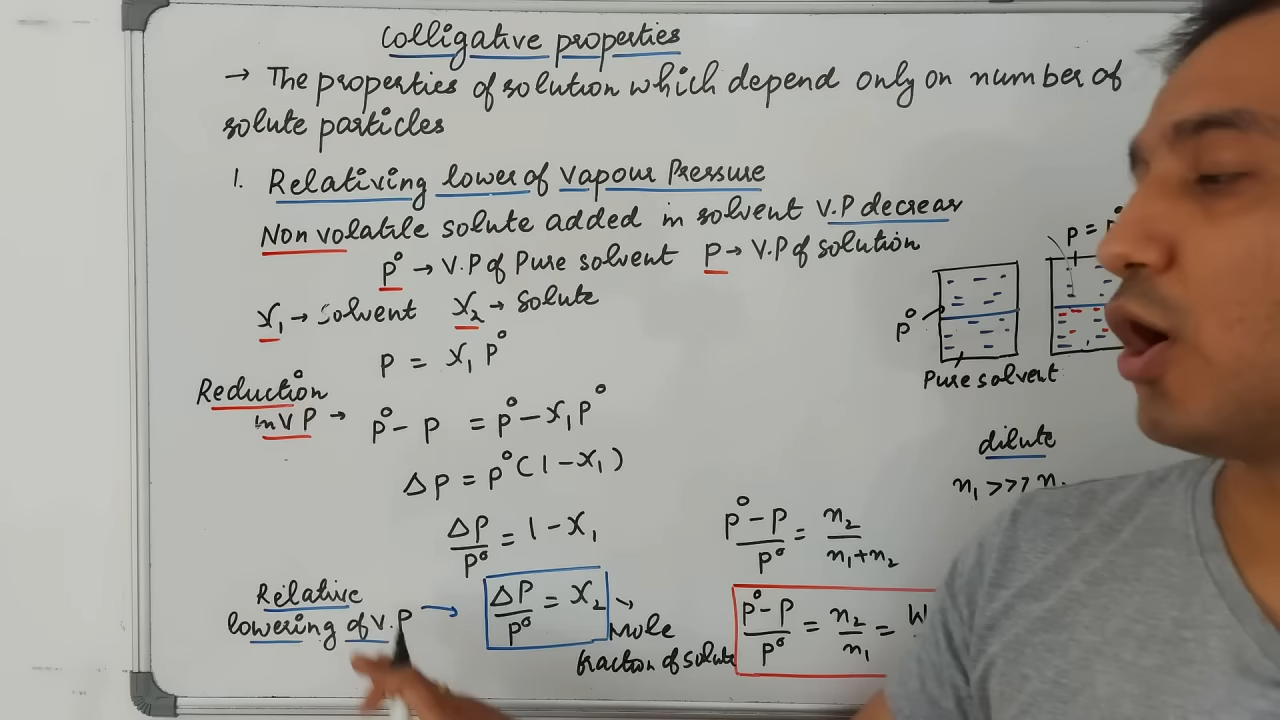 Colligative properties
→ The properties of solution which depend only on number of
solute particles
1. Relativing lower of Vapour Pressure
Non volatile solute added in solvent V.P decrear
P° → V.P of Pure solvent P → V.P of solution
X₁ → Solvent X₂ → Solute
P = X₁ P°
Reduction
in V P → P° - P = P° - X₁P°
ΔP = P°(1 - X₁)
ΔP/P° = 1 - X₁
Relative
lowering of V.P → ΔP/P° = X₂ → Mole
fraction of solute
P =
P°
Pure solvent
dilute
n₁ >>> n
P° - P/P° = n₂/n₁+n₂
P° - P/P° = n₂/n₁ = W